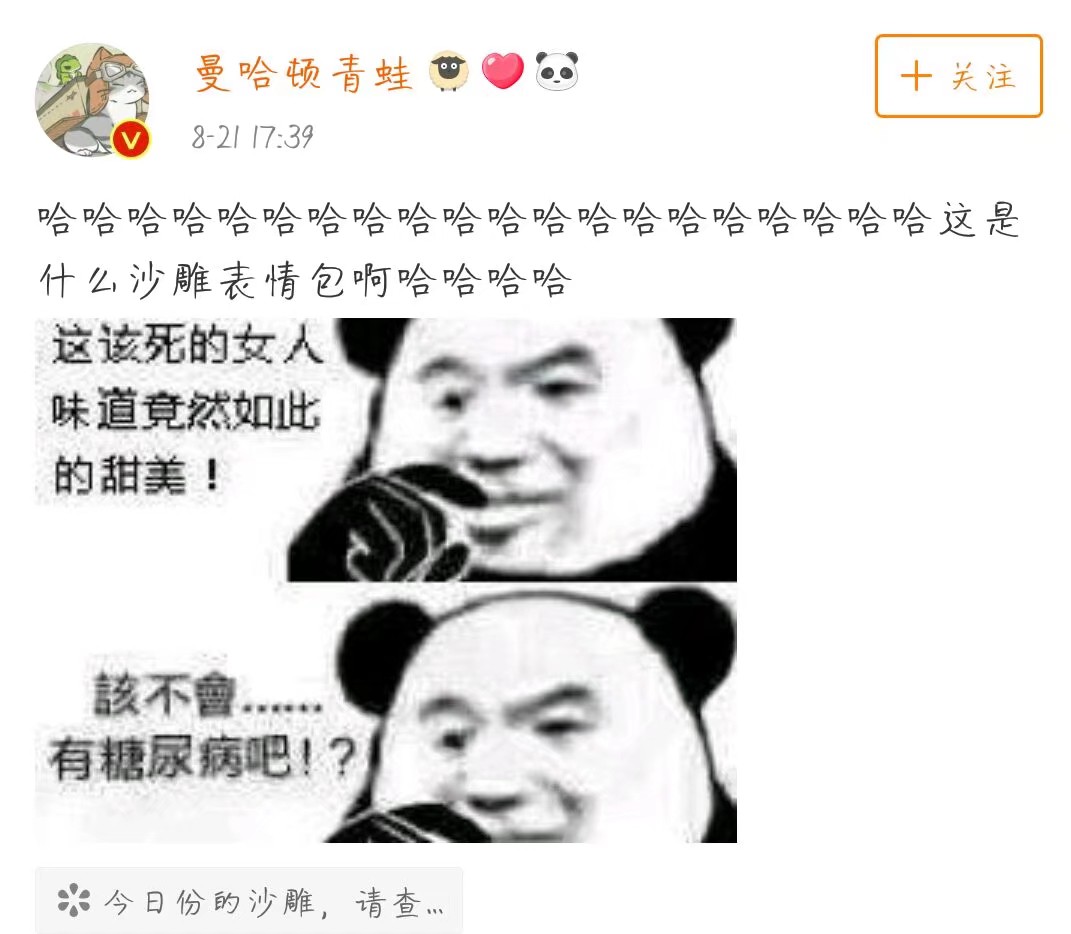 曼哈顿青蛙🐑❤️🐼
+ 关注
8-21 17:39
哈哈哈哈哈哈哈哈哈哈哈哈哈哈哈哈哈哈哈哈这是
什么沙雕表情包啊哈哈哈哈
这该死的女人
味道竟然如此
的甜美！
該不會......
有糖尿病吧！？
今日份的沙雕，请查...